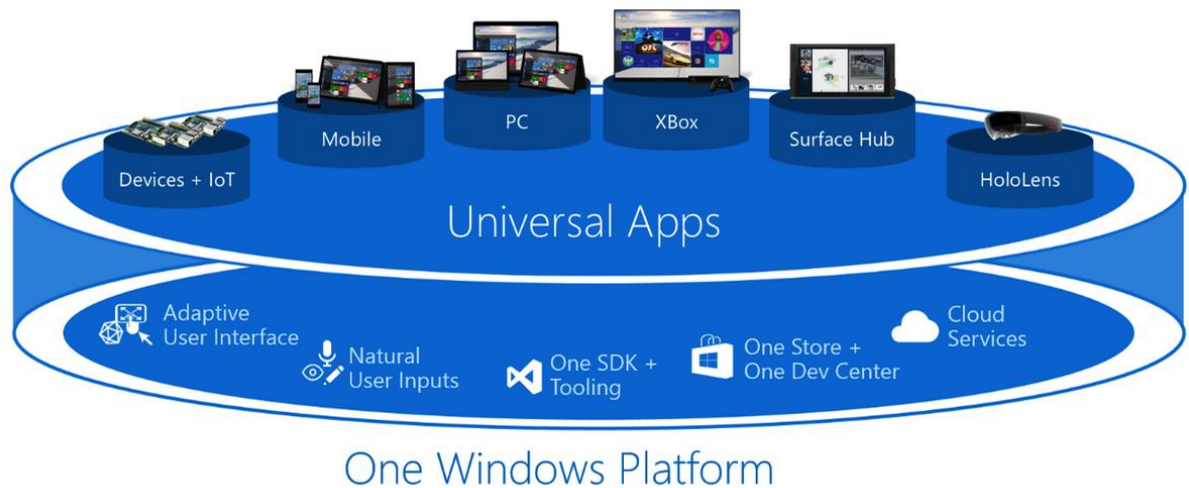 Devices + IoT
Mobile
PC
XBox
Surface Hub
HoloLens
Universal Apps
Adaptive
User Interface
Natural
User Inputs
One SDK +
Tooling
One Store +
One Dev Center
Cloud
Services
One Windows Platform